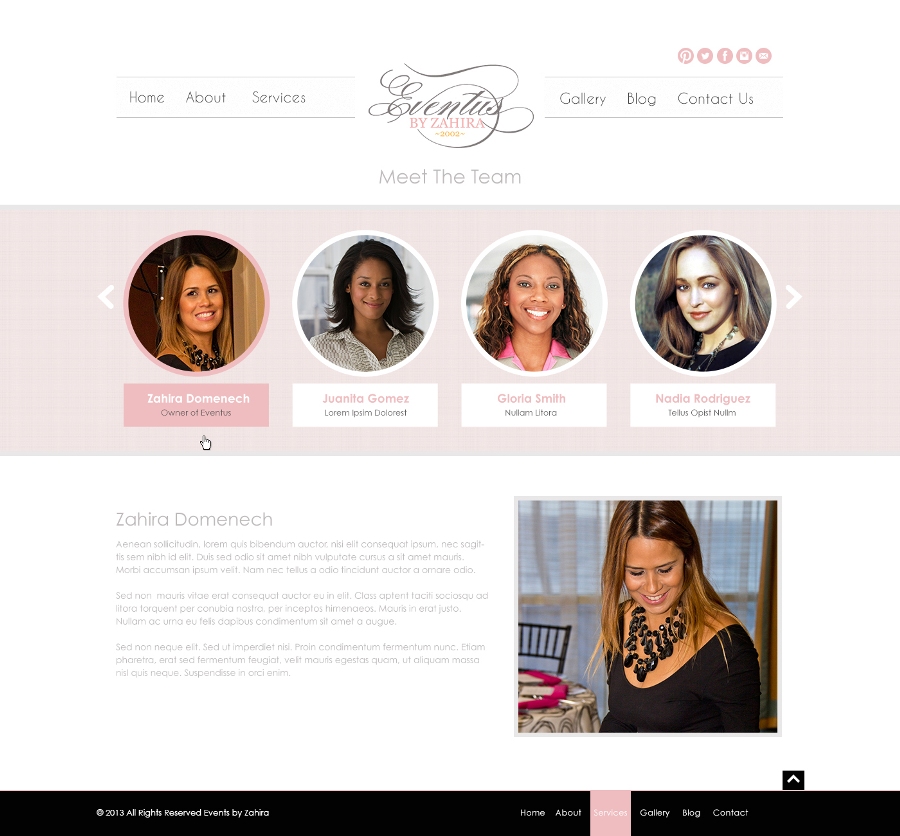 Home About Services
Gallery Blog Contact Us
Eventus
BY ZAHIRA
~2002~
Meet The Team
Zahira Domenech
Owner of Eventus
Juanita Gomez
Lorem Ipsim Dolorest
Gloria Smith
Nullam Litora
Nadia Rodriguez
Tellus Opist Nulim
Zahira Domenech
Aenean sollicitudin, lorem quis bibendum auctor, nisi elit consequat ipsum, nec sagit-
tis sem nibh id elit. Duis sed odio sit amet nibh vulputate cursus a sit amet mauris.
Morbi accumsan ipsum velit. Nam nec tellus a odio tincidunt auctor a ornare odio.
Sed non mauris vitae erat consequat auctor eu in elit. Class aptent taciti sociosqu ad
litora torquent per conubia nostra, per inceptos himenaeos. Mauris in erat justo.
Nullam ac urna eu felis dapibus condimentum sit amet a augue.
Sed non neque elit. Sed ut imperdiet nisi. Proin condimentum fermentum nunc. Etiam
pharetra, erat sed fermentum feugiat, velit mauris egestas quam, ut aliquam massa
nisl quis neque. Suspendisse in orci enim.
© 2013 All Rights Reserved Events by Zahira
Home About Services Gallery Blog Contact